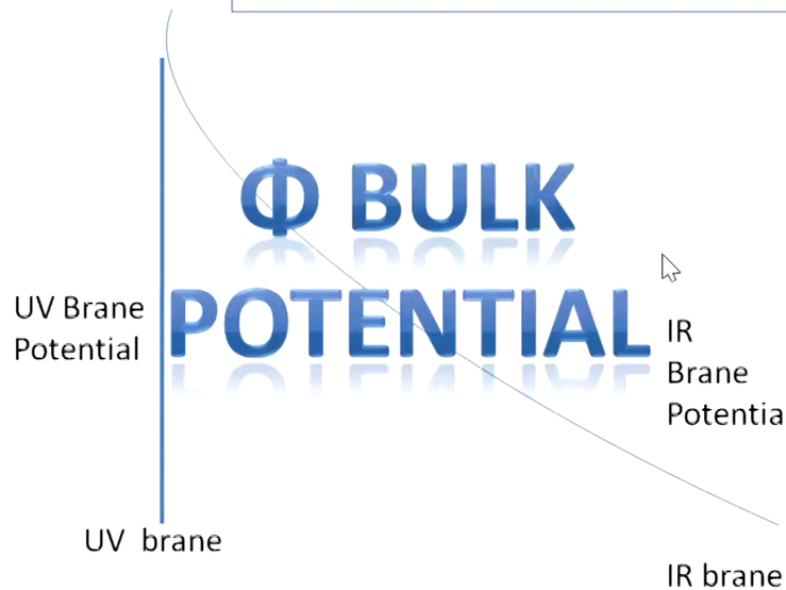 Φ BULK
POTENTIAL
UV Brane
Potential
IR
Brane
Potentia
UV brane
IR brane